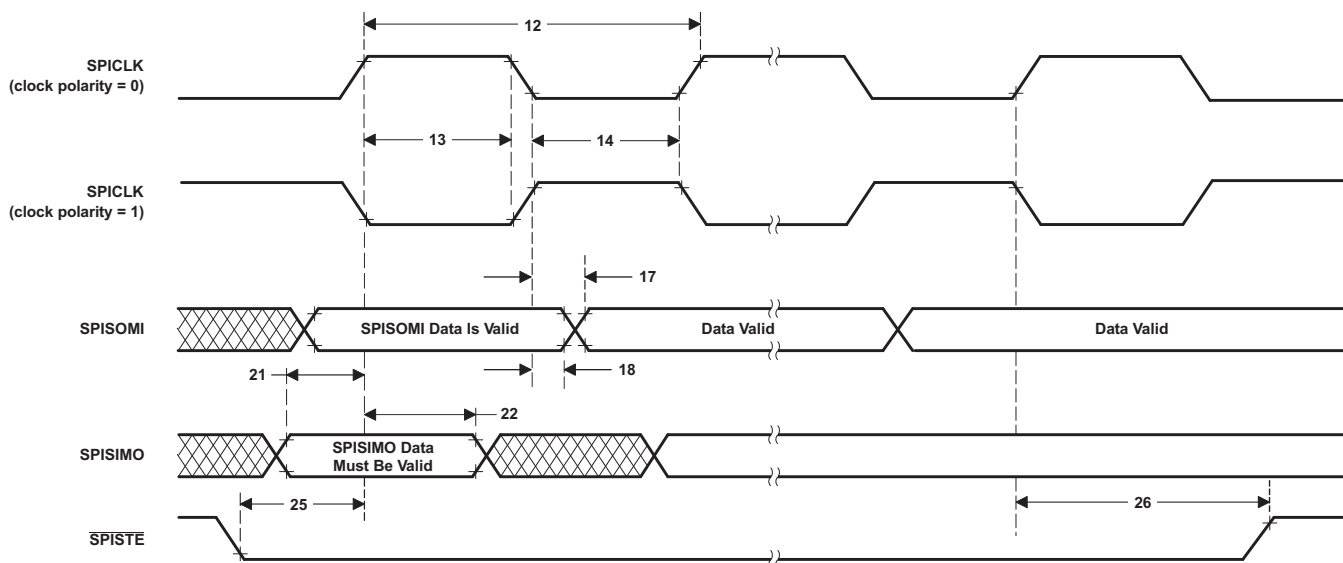 12
SPICLK
(clock polarity = 0)
13
14
SPICLK
(clock polarity = 1)
17
SPISOMI
SPISOMI Data Is Valid
Data Valid
Data Valid
21
18
22
SPISIMO
SPISIMO Data
Must Be Valid
25
26
SPISTE